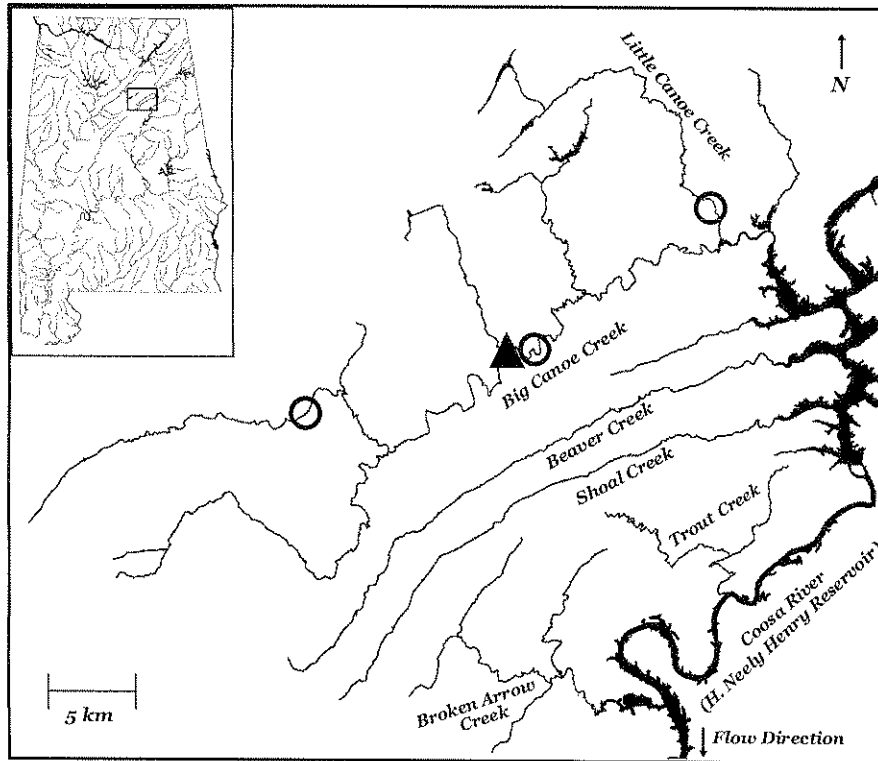 Little Canoe Creek
N
Big Canoe Creek
Beaver Creek
Shoal Creek
Trout Creek
Coosa River
(H. Neely Henry Reservoir)
Broken Arrow
Creek
5 km
Flow Direction